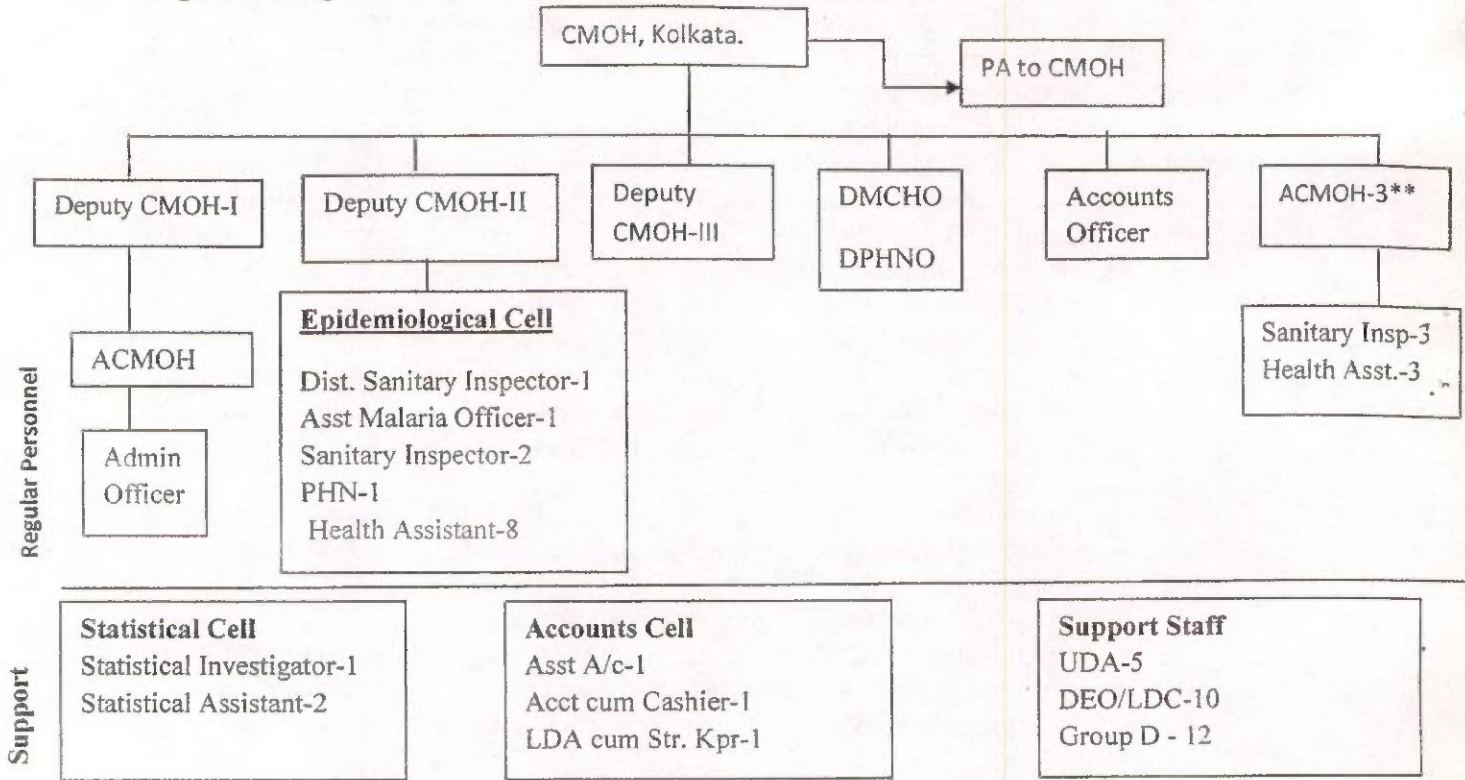 CMOH, Kolkata.
PA to CMOH
Deputy CMOH-I
Deputy CMOH-II
Deputy
CMOH-III
DMCHO
DPHNO
Accounts
Officer
ACMOH-3**
ACMOH
Admin
Officer
Epidemiological Cell
Dist. Sanitary Inspector-1
Asst Malaria Officer-1
Sanitary Inspector-2
PHN-1
Health Assistant-8
Sanitary Insp-3
Health Asst.-3
Regular Personnel
Support
Statistical Cell
Statistical Investigator-1
Statistical Assistant-2
Accounts Cell
Asst A/c-1
Acct cum Cashier-1
LDA cum Str. Kpr-1
Support Staff
UDA-5
DEO/LDC-10
Group D - 12